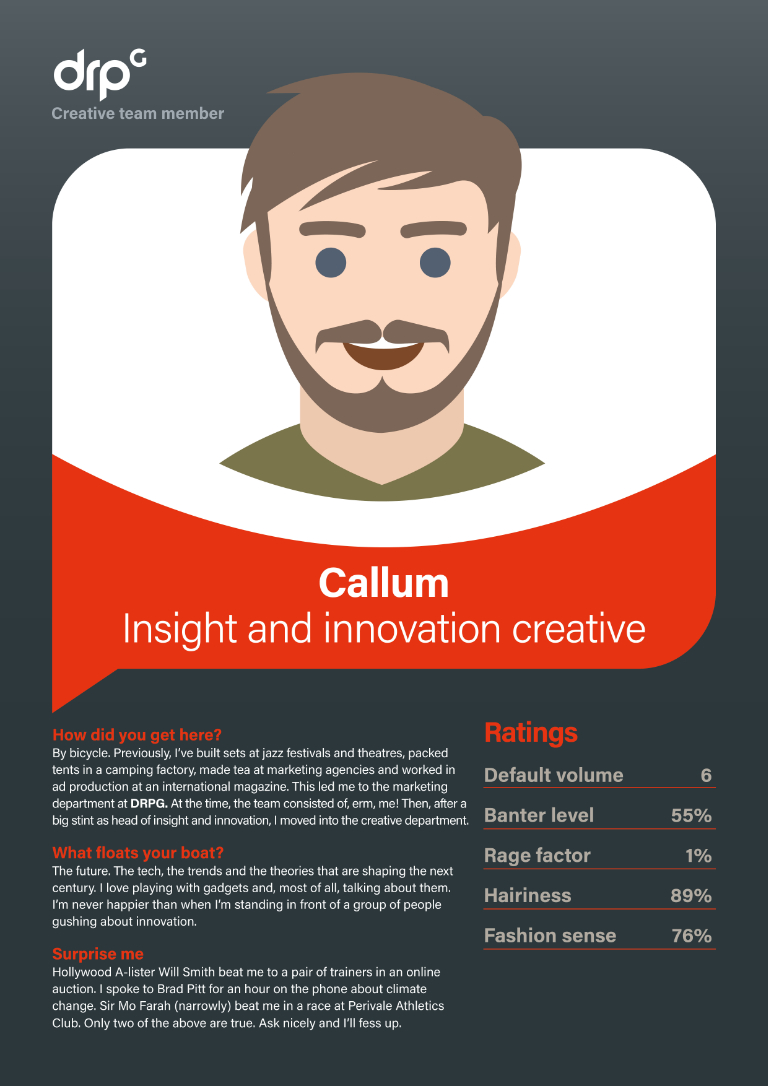 drpG
Creative team member
Callum
Insight and innovation creative
How did you get here?
By bicycle. Previously, I've built sets at jazz festivals and theatres, packed
tents in a camping factory, made tea at marketing agencies and worked in
ad production at an international magazine. This led me to the marketing
department at DRPG. At the time, the team consisted of, erm, me! Then, after a
big stint as head of insight and innovation, I moved into the creative department.
What floats your boat?
The future. The tech, the trends and the theories that are shaping the next
century. I love playing with gadgets and, most of all, talking about them.
I'm never happier than when I'm standing in front of a group of people
gushing about innovation.
Surprise me
Hollywood A-lister Will Smith beat me to a pair of trainers in an online
auction. I spoke to Brad Pitt for an hour on the phone about climate
change. Sir Mo Farah (narrowly) beat me in a race at Perivale Athletics
Club. Only two of the above are true. Ask nicely and I'll fess up.
Ratings
Default volume 6
Banter level 55%
Rage factor 1%
Hairiness 89%
Fashion sense 76%